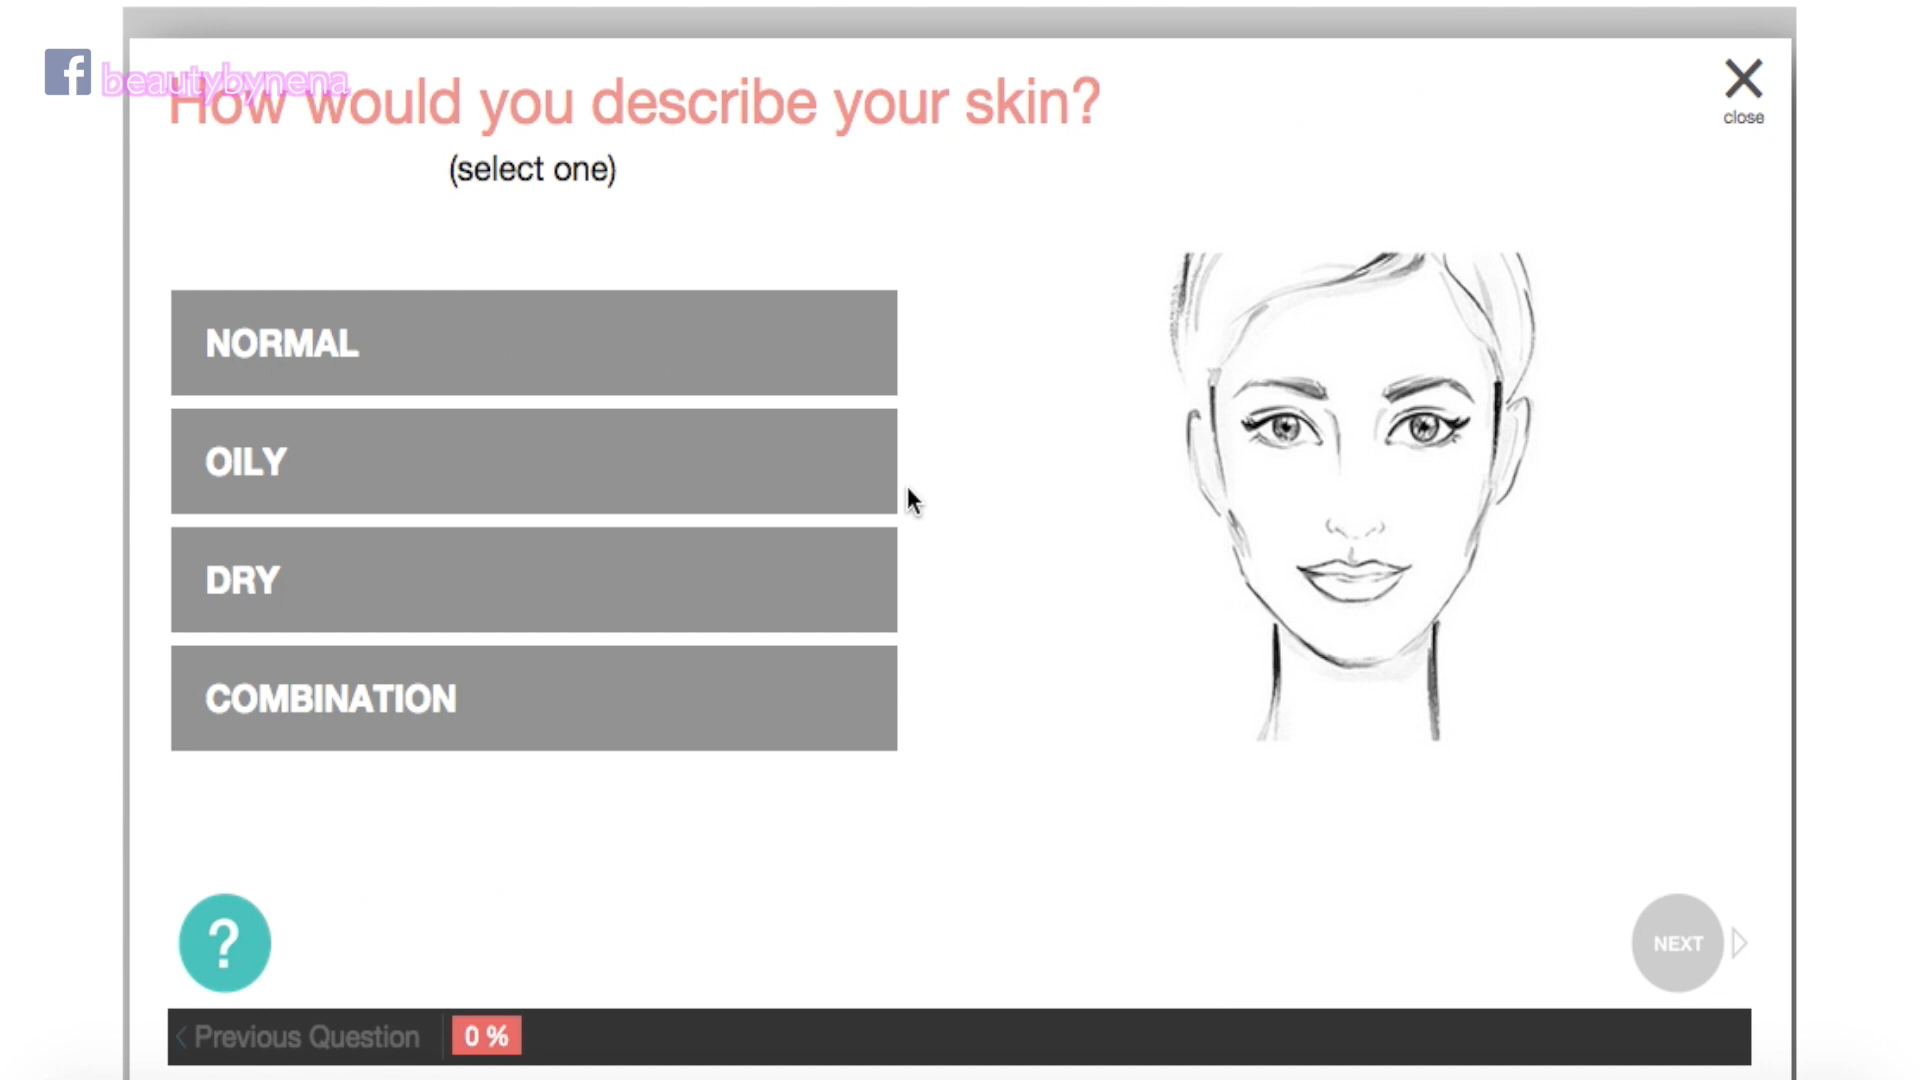 f beautybynena
How would you describe your skin?
close
(select one)
NORMAL
OILY
DRY
COMBINATION
?
NEXT
Previous Question
0 %